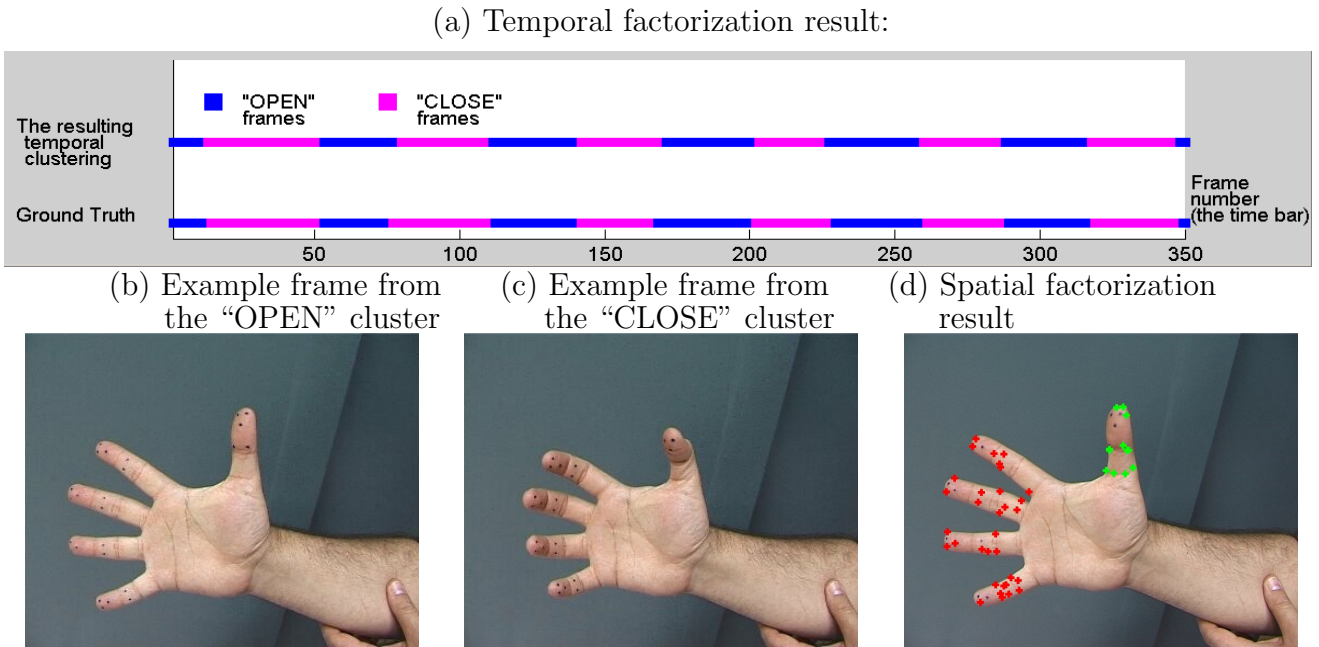 (a) Temporal factorization result:
"OPEN" frames
"CLOSE" frames
The resulting
temporal
clustering
Ground Truth
Frame
number
(the time bar)
50 100 150 200 250 300 350
(b) Example frame from
the “OPEN” cluster
(c) Example frame from
the “CLOSE” cluster
(d) Spatial factorization
result